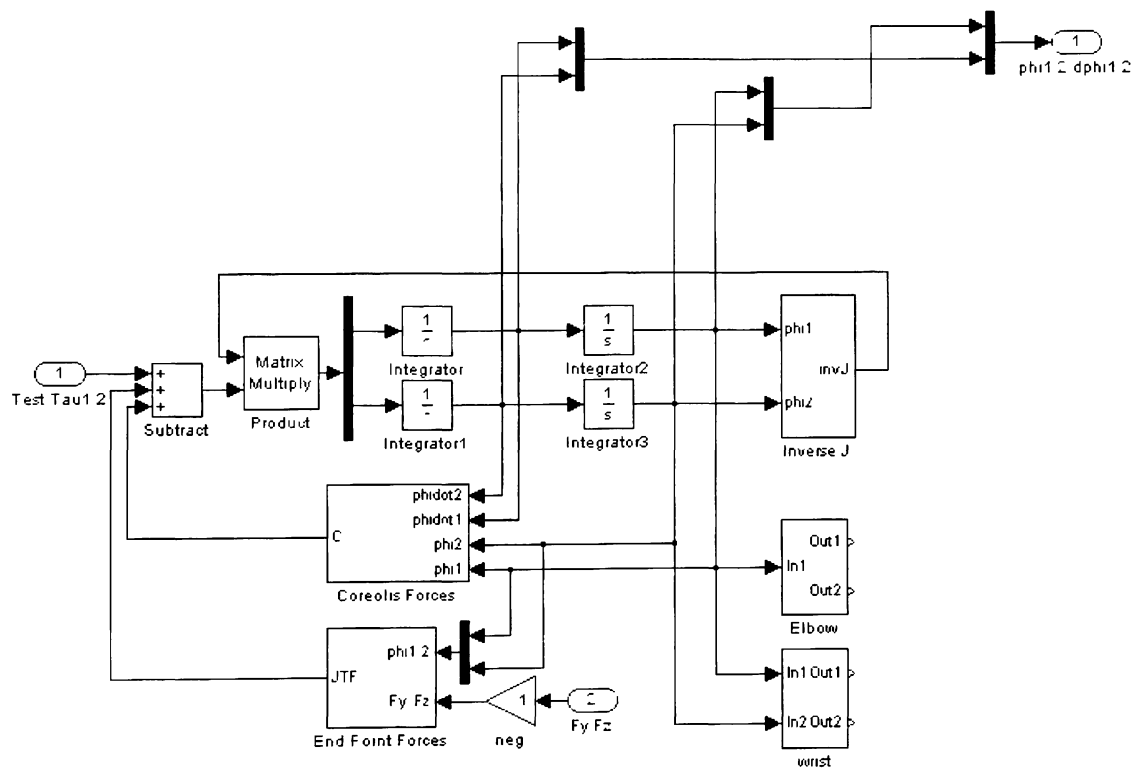 1
phi1 2 dphi1 2
1
Test Tau1 2
+
+
+
Subtract
Matrix
Multiply
Product
1
Integrator
1
Integrator1
1
s
Integrator2
1
s
Integrator3
phi1
invJ
phi2
Inverse J
phidot2
phidot1
C
phi2
phi1
Coreolis Forces
Out1
In1
Out2
Elbow
phi1 2
JTF
Fy Fz
End Point Forces
1
neg
2
Fy Fz
In1 Out1
In2 Out2
wrist